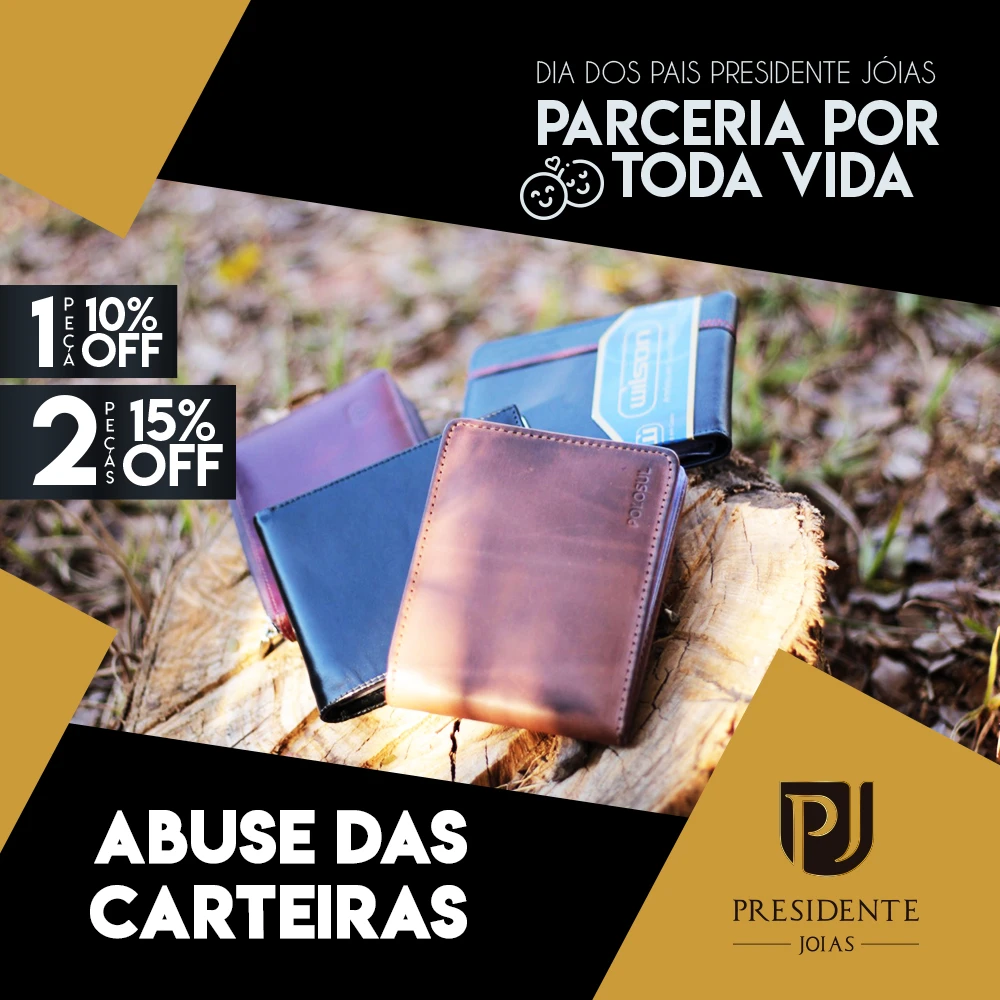 DIA DOS PAIS PRESIDENTE JÓIAS
PARCERIA POR
TODA VIDA
1 PEÇA 10% OFF
2 PEÇAS 15% OFF
wilson
POLOSUL
ABUSE DAS
CARTEIRAS
PJ
PRESIDENTE
JOIAS